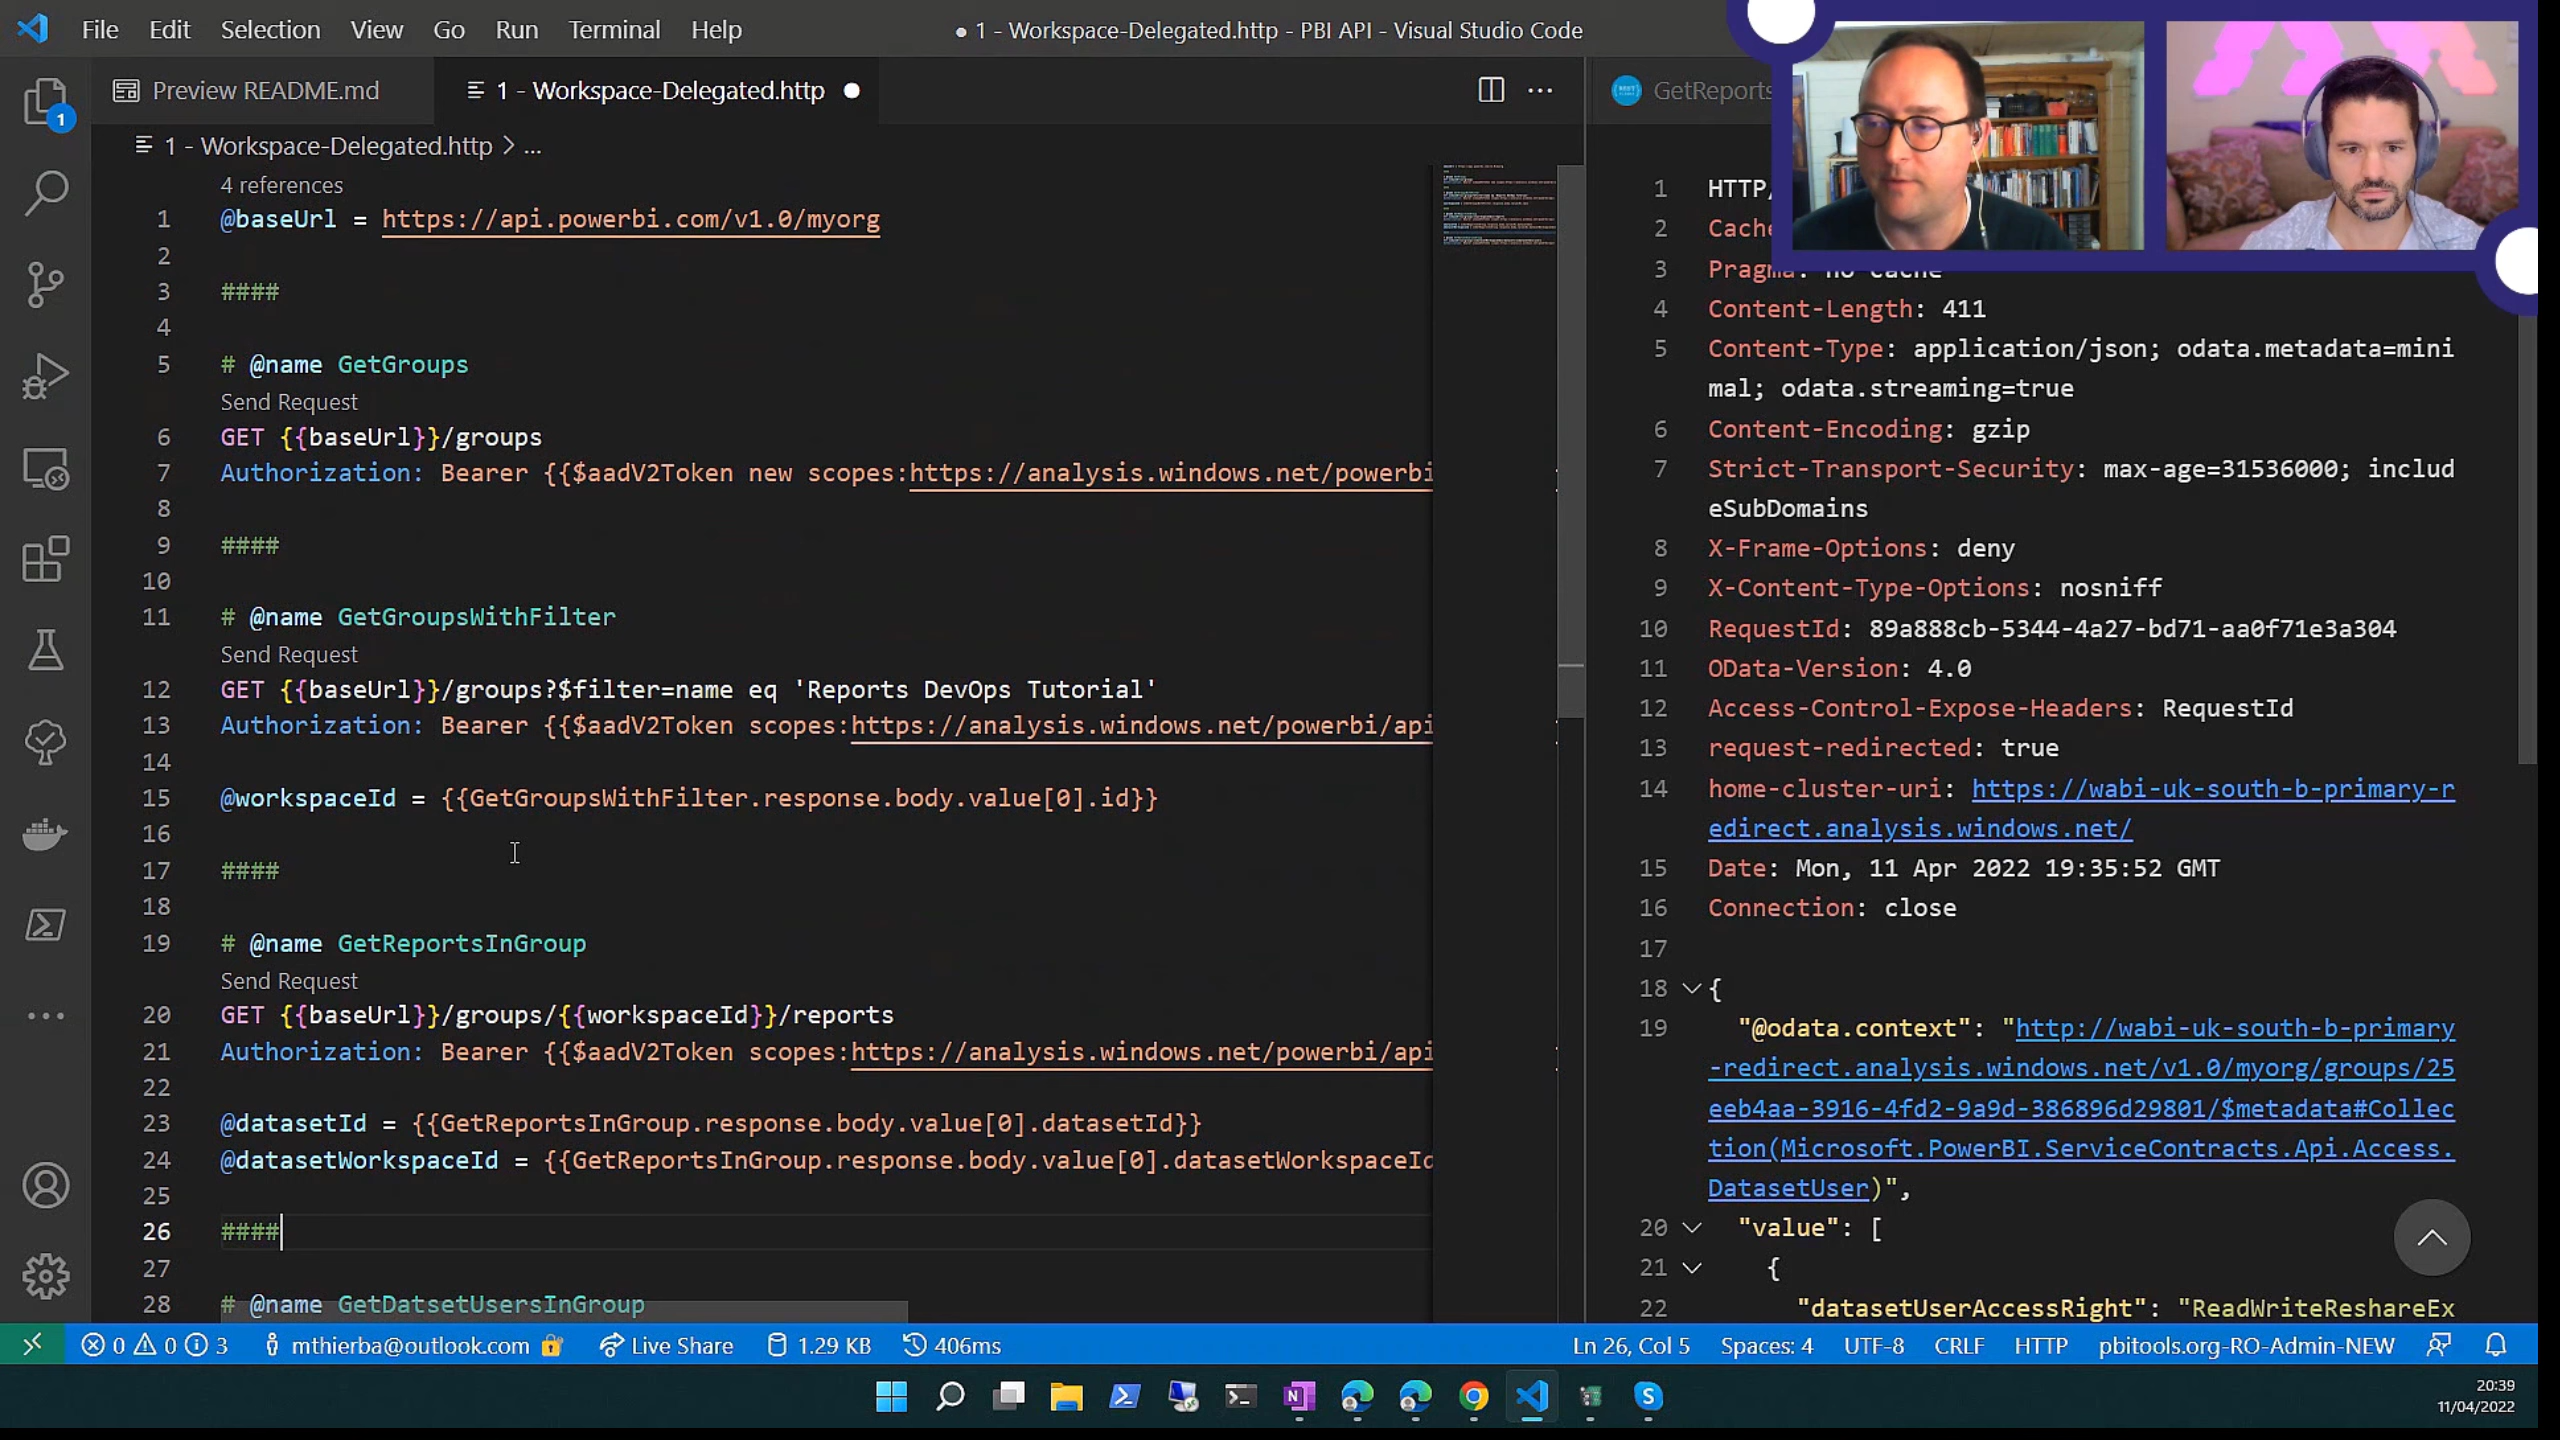 File Edit Selection View Go Run Terminal Help
● 1 - Workspace-Delegated.http - PBI API - Visual Studio Code
Preview README.md
1 - Workspace-Delegated.http
GetReports
1 - Workspace-Delegated.http > ...
4 references
1 @baseUrl = https://api.powerbi.com/v1.0/myorg
2
3 ####
4
5 # @name GetGroups
Send Request
6 GET {{baseUrl}}/groups
7 Authorization: Bearer {{$aadV2Token new scopes:https://analysis.windows.net/powerbi
8
9 ####
10
11 # @name GetGroupsWithFilter
Send Request
12 GET {{baseUrl}}/groups?$filter=name eq 'Reports DevOps Tutorial'
13 Authorization: Bearer {{$aadV2Token scopes:https://analysis.windows.net/powerbi/api
14
15 @workspaceId = {{GetGroupsWithFilter.response.body.value[0].id}}
16
17 ####
18
19 # @name GetReportsInGroup
Send Request
20 GET {{baseUrl}}/groups/{{workspaceId}}/reports
21 Authorization: Bearer {{$aadV2Token scopes:https://analysis.windows.net/powerbi/api
22
23 @datasetId = {{GetReportsInGroup.response.body.value[0].datasetId}}
24 @datasetWorkspaceId = {{GetReportsInGroup.response.body.value[0].datasetWorkspaceId
25
26 ####
27
28 # @name GetDatsetUsersInGroup
1 HTTP/
2 Cache
3 Pragma: no-cache
4 Content-Length: 411
5 Content-Type: application/json; odata.metadata=mini
mal; odata.streaming=true
6 Content-Encoding: gzip
7 Strict-Transport-Security: max-age=31536000; includ
eSubDomains
8 X-Frame-Options: deny
9 X-Content-Type-Options: nosniff
10 RequestId: 89a888cb-5344-4a27-bd71-aa0f71e3a304
11 OData-Version: 4.0
12 Access-Control-Expose-Headers: RequestId
13 request-redirected: true
14 home-cluster-uri: https://wabi-uk-south-b-primary-r
edirect.analysis.windows.net/
15 Date: Mon, 11 Apr 2022 19:35:52 GMT
16 Connection: close
17
18 {
19 "@odata.context": "http://wabi-uk-south-b-primary
-redirect.analysis.windows.net/v1.0/myorg/groups/25
eeb4aa-3916-4fd2-9a9d-386896d29801/$metadata#Collec
tion(Microsoft.PowerBI.ServiceContracts.Api.Access.
DatasetUser)",
20 "value": [
21 {
22 "datasetUserAccessRight": "ReadWriteReshareEx
0 0 3 mthierba@outlook.com Live Share 1.29 KB 406ms
Ln 26, Col 5 Spaces: 4 UTF-8 CRLF HTTP pbitools.org-RO-Admin-NEW
20:39
11/04/2022